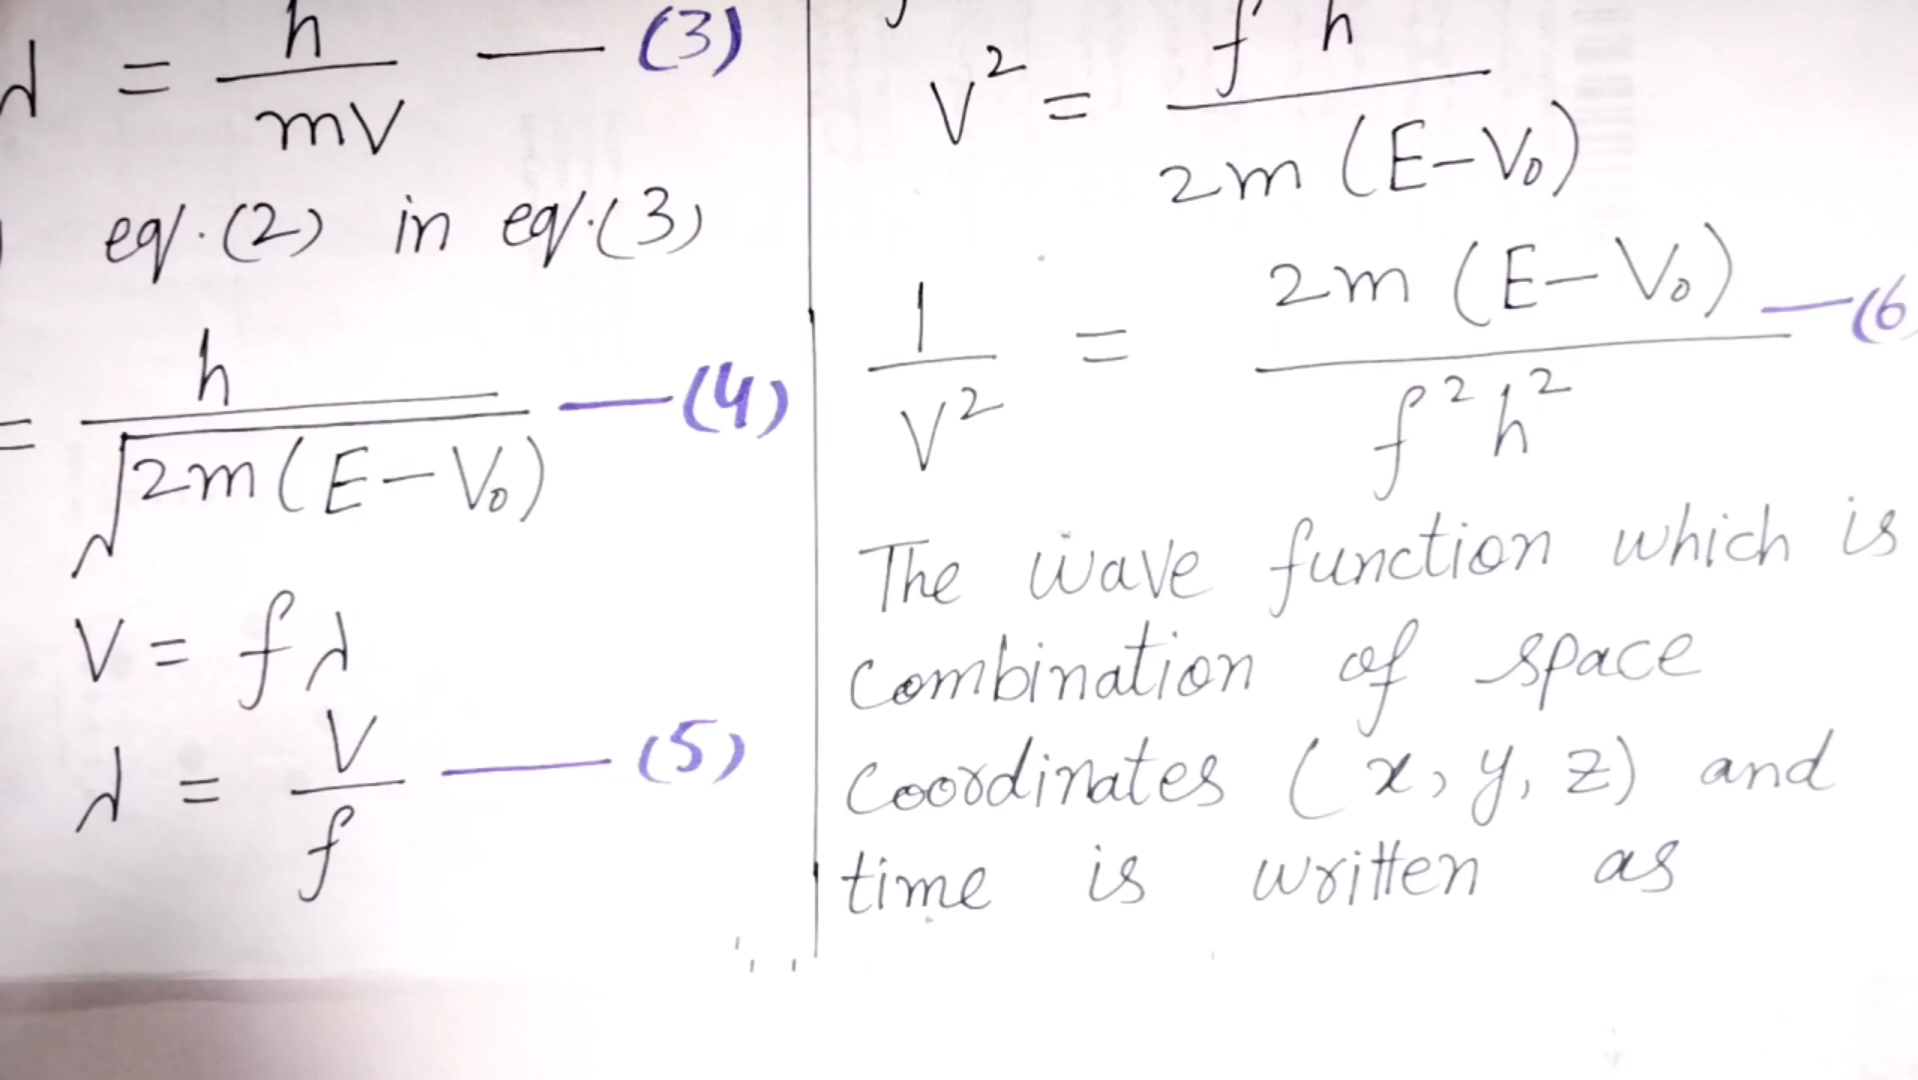 λ = h/mv — (3)
eq.(2) in eq.(3)
= h/√2m(E-V₀) — (4)
V = fλ
λ = V/f — (5)
V² = f h/2m(E-V₀)
1/V² = 2m(E-V₀)/f²h² — (6
The wave function which is
combination of space
coordinates (x, y, z) and
time is written as